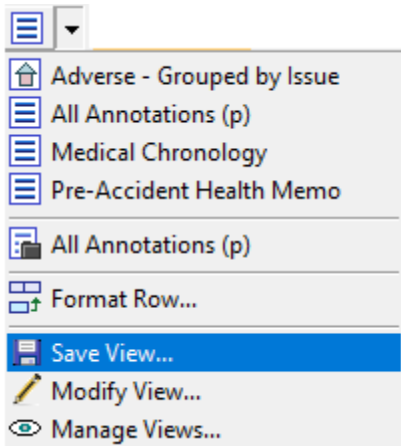 Adverse - Grouped by Issue
All Annotations (p)
Medical Chronology
Pre-Accident Health Memo
All Annotations (p)
Format Row...
Save View...
Modify View...
Manage Views...